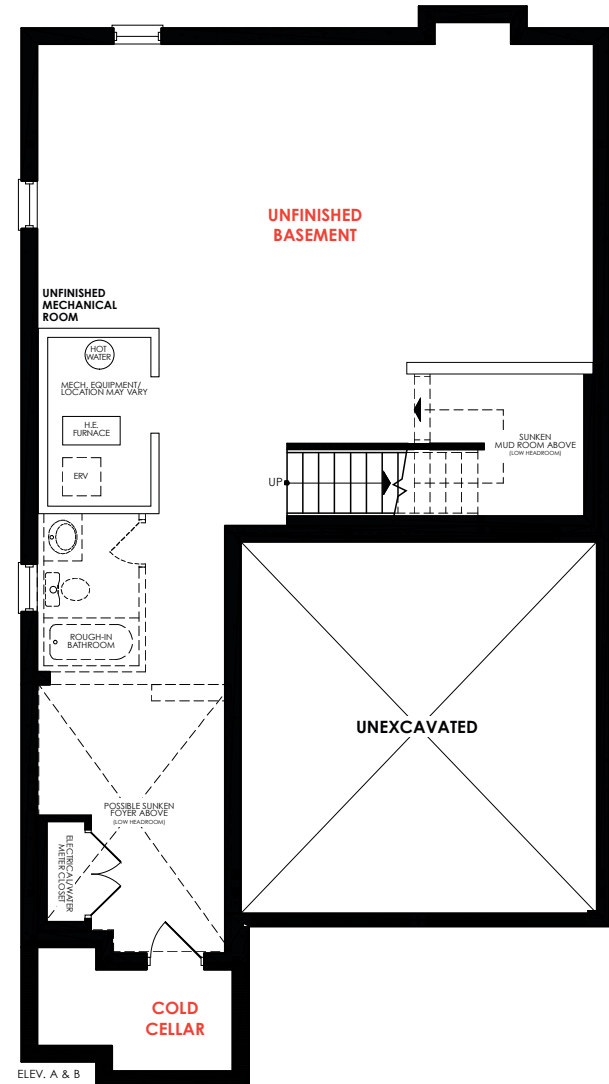 UNFINISHED
BASEMENT
UNFINISHED
MECHANICAL
ROOM
HOT
WATER
MECH. EQUIPMENT/
LOCATION MAY VARY
H.E.
FURNACE
ERV
UP
SUNKEN
MUD ROOM ABOVE
(LOW HEADROOM)
ROUGH-IN
BATHROOM
UNEXCAVATED
POSSIBLE SUNKEN
FOYER ABOVE
(LOW HEADROOM)
ELECTRICAL/WATER
METER CLOSET
COLD
CELLAR
ELEV. A & B